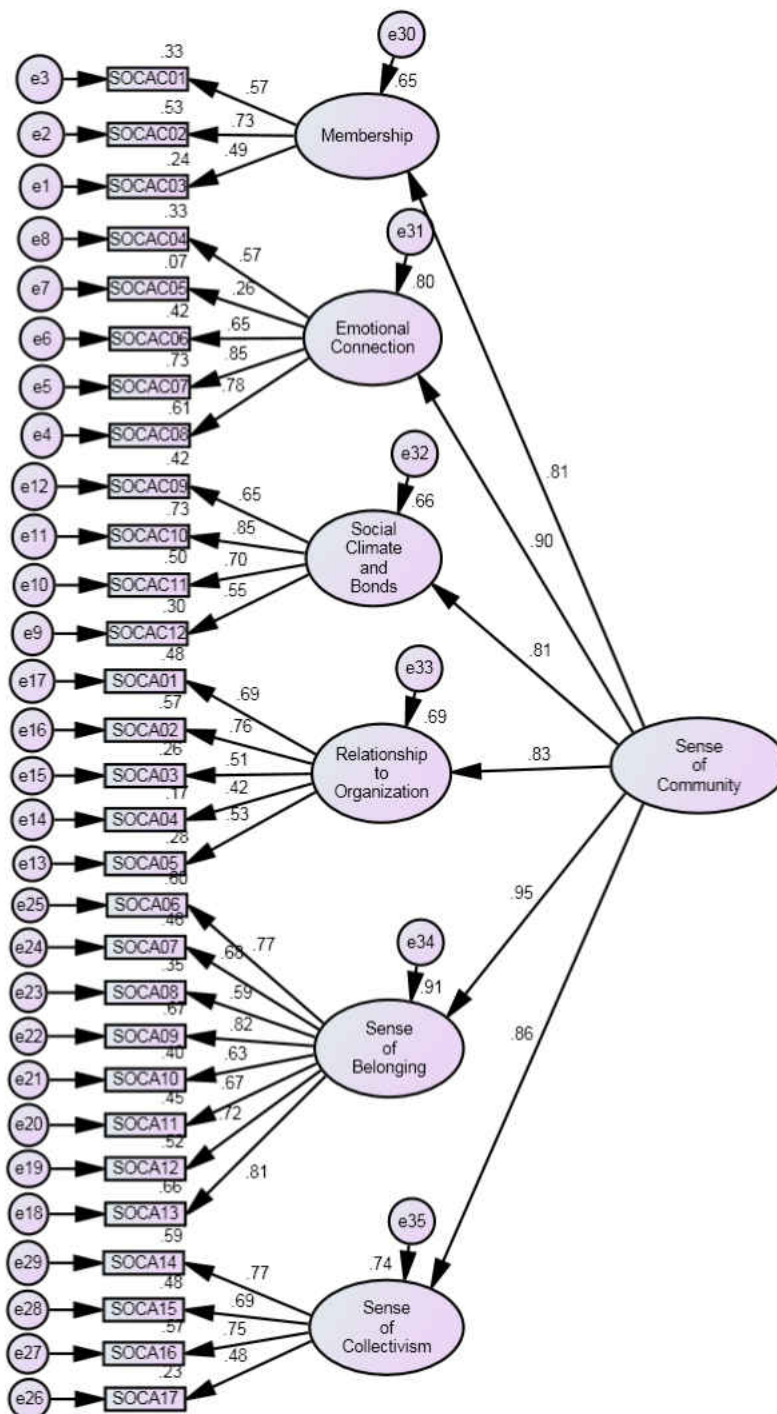 e30
.33
.65
e3
SOCAC01
.57
.53
Membership
e2
SOCAC02
.73
.24
.49
e1
SOCAC03
.33
e31
e8
SOCAC04
.57
.07
.80
e7
SOCAC05
.26
.42
Emotional
Connection
e6
SOCAC06
.65
.73
.85
e5
SOCAC07
.78
.61
e4
SOCAC08
.42
e32
e12
SOCAC09
.65
.81
.73
.66
e11
SOCAC10
.85
.90
.50
Social
Climate
and
Bonds
e10
SOCAC11
.70
.30
.55
e9
SOCAC12
.48
.81
e17
SOCA01
.69
e33
.57
.69
e16
SOCA02
.76
.26
Relationship
to
Organization
.83
Sense
of
Community
e15
SOCA03
.51
.17
.42
e14
SOCA04
.53
.28
e13
SOCA05
.60
e25
SOCA06
.77
.95
.46
e34
e24
SOCA07
.68
.35
.91
e23
SOCA08
.59
.67
e22
SOCA09
.82
Sense
of
Belonging
.86
.40
.63
e21
SOCA10
.67
.45
e20
SOCA11
.72
.52
e19
SOCA12
.81
.66
e18
SOCA13
.59
e35
e29
SOCA14
.77
.74
.48
e28
SOCA15
.69
.57
Sense
of
Collectivism
e27
SOCA16
.75
.23
.48
e26
SOCA17